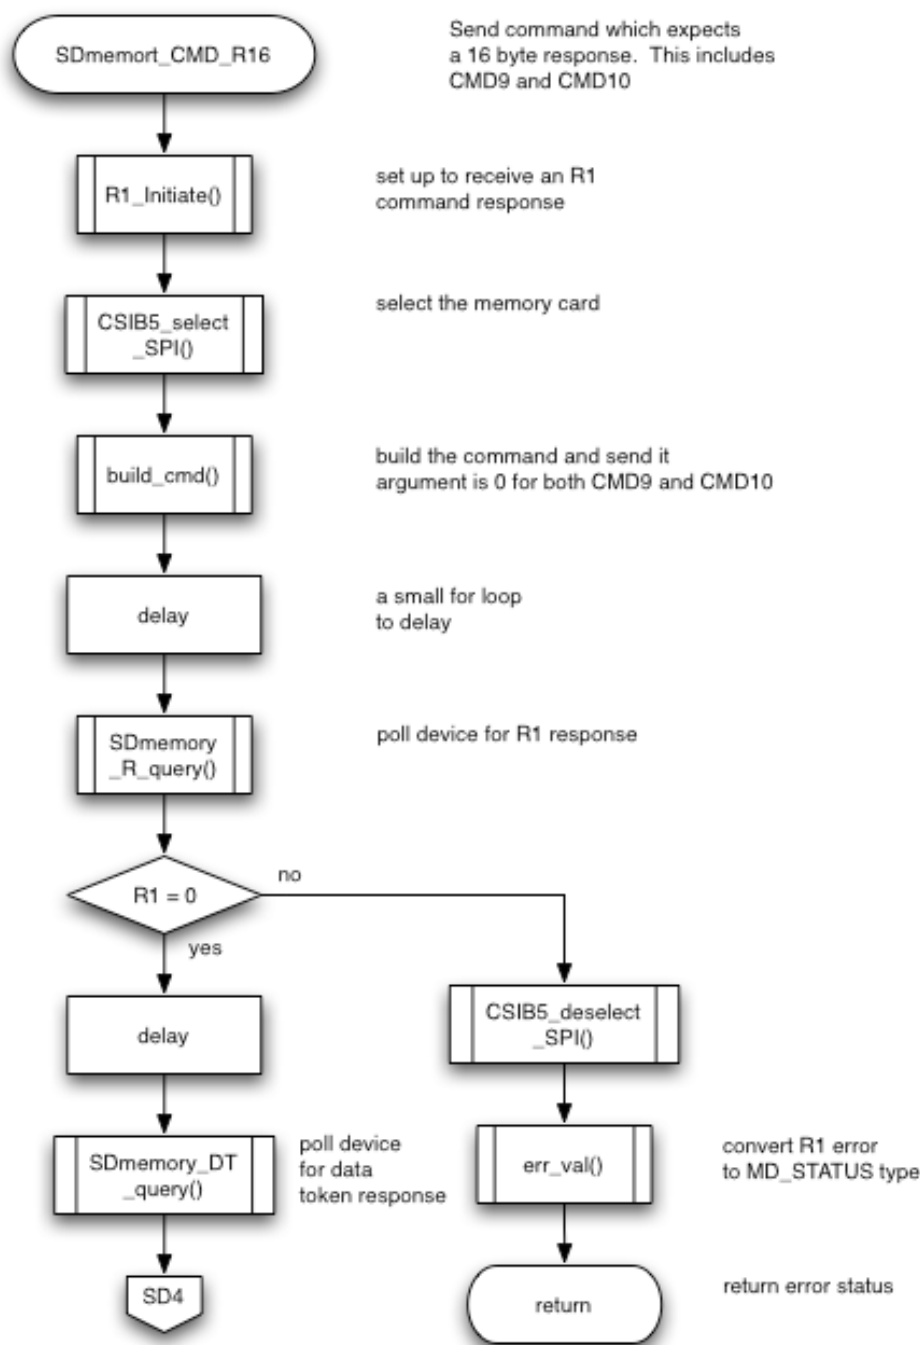 SDmemort_CMD_R16
Send command which expects
a 16 byte response. This includes
CMD9 and CMD10
R1_Initiate()
set up to receive an R1
command response
CSIB5_select
_SPI()
select the memory card
build_cmd()
build the command and send it
argument is 0 for both CMD9 and CMD10
delay
a small for loop
to delay
SDmemory
_R_query()
poll device for R1 response
R1 = 0
no
yes
delay
CSIB5_deselect
_SPI()
SDmemory_DT
_query()
poll device
for data
token response
err_val()
convert R1 error
to MD_STATUS type
SD4
return
return error status